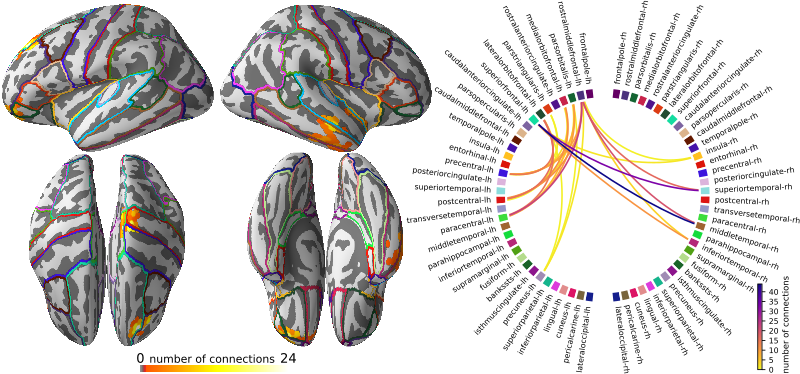 0 number of connections 24
frontalpole-lh
rostralmiddlefrontal-lh
parsorbitalis-lh
medialorbitofrontal-lh
rostralanteriorcingulate-lh
parstriangularis-lh
lateralorbitofrontal-lh
superiorfrontal-lh
caudalanteriorcingulate-lh
parsopercularis-lh
caudalmiddlefrontal-lh
temporalpole-lh
insula-lh
entorhinal-lh
precentral-lh
posteriorcingulate-lh
superiortemporal-lh
postcentral-lh
transversetemporal-lh
paracentral-lh
middletemporal-lh
parahippocampal-lh
inferiortemporal-lh
supramarginal-lh
fusiform-lh
bankssts-lh
isthmuscingulate-lh
precuneus-lh
superiorparietal-lh
inferiorparietal-lh
lingual-lh
cuneus-lh
pericalcarine-lh
lateraloccipital-lh
frontalpole-rh
rostralmiddlefrontal-rh
parsorbitalis-rh
medialorbitofrontal-rh
rostralanteriorcingulate-rh
parstriangularis-rh
lateralorbitofrontal-rh
superiorfrontal-rh
caudalanteriorcingulate-rh
parsopercularis-rh
caudalmiddlefrontal-rh
temporalpole-rh
insula-rh
entorhinal-rh
precentral-rh
posteriorcingulate-rh
superiortemporal-rh
postcentral-rh
transversetemporal-rh
paracentral-rh
middletemporal-rh
parahippocampal-rh
inferiortemporal-rh
supramarginal-rh
fusiform-rh
bankssts-rh
isthmuscingulate-rh
precuneus-rh
superiorparietal-rh
inferiorparietal-rh
lingual-rh
cuneus-rh
pericalcarine-rh
lateraloccipital-rh
40
35
30
25
20
15
10
5
0
number of connections